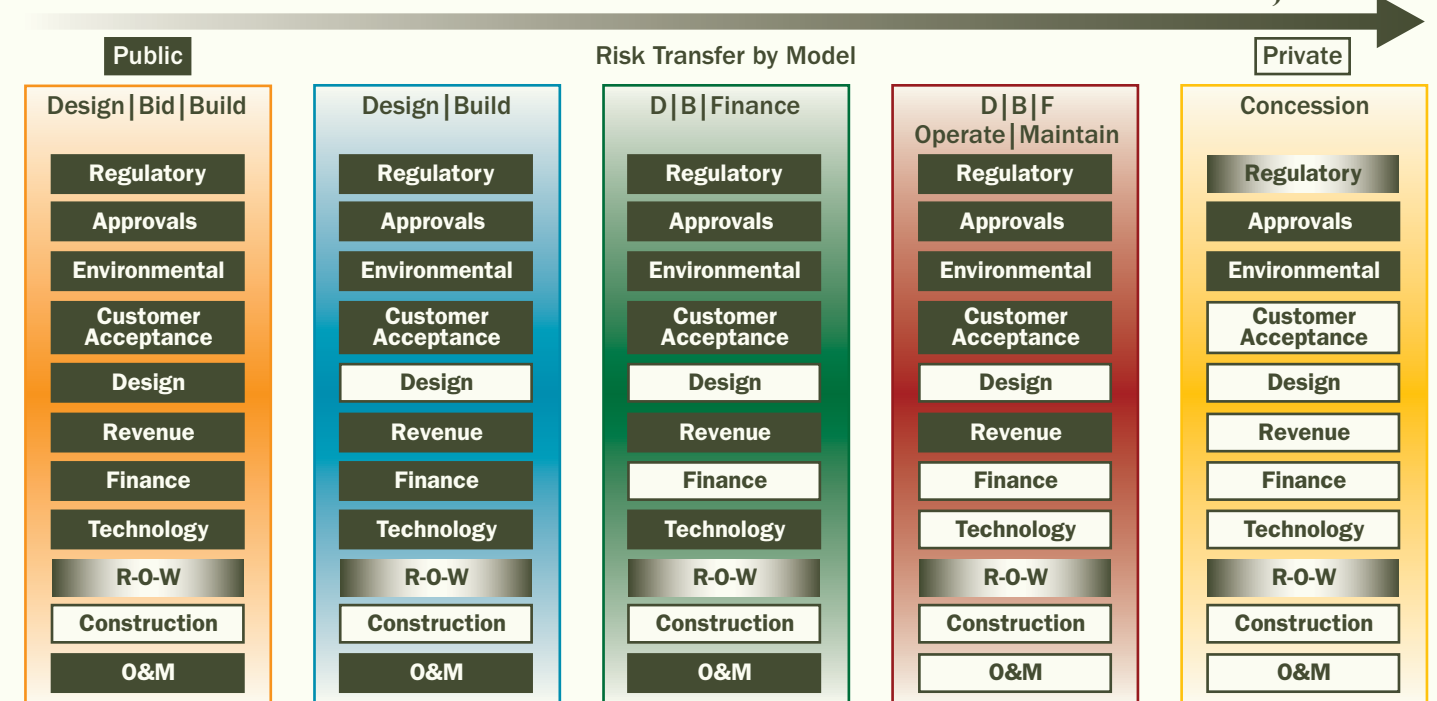 Public
Risk Transfer by Model
Private
Design|Bid|Build
Regulatory
Approvals
Environmental
Customer
Acceptance
Design
Revenue
Finance
Technology
R-O-W
Construction
O&M
Design|Build
Regulatory
Approvals
Environmental
Customer
Acceptance
Design
Revenue
Finance
Technology
R-O-W
Construction
O&M
D|B|Finance
Regulatory
Approvals
Environmental
Customer
Acceptance
Design
Revenue
Finance
Technology
R-O-W
Construction
O&M
D|B|F
Operate|Maintain
Regulatory
Approvals
Environmental
Customer
Acceptance
Design
Revenue
Finance
Technology
R-O-W
Construction
O&M
Concession
Regulatory
Approvals
Environmental
Customer
Acceptance
Design
Revenue
Finance
Technology
R-O-W
Construction
O&M